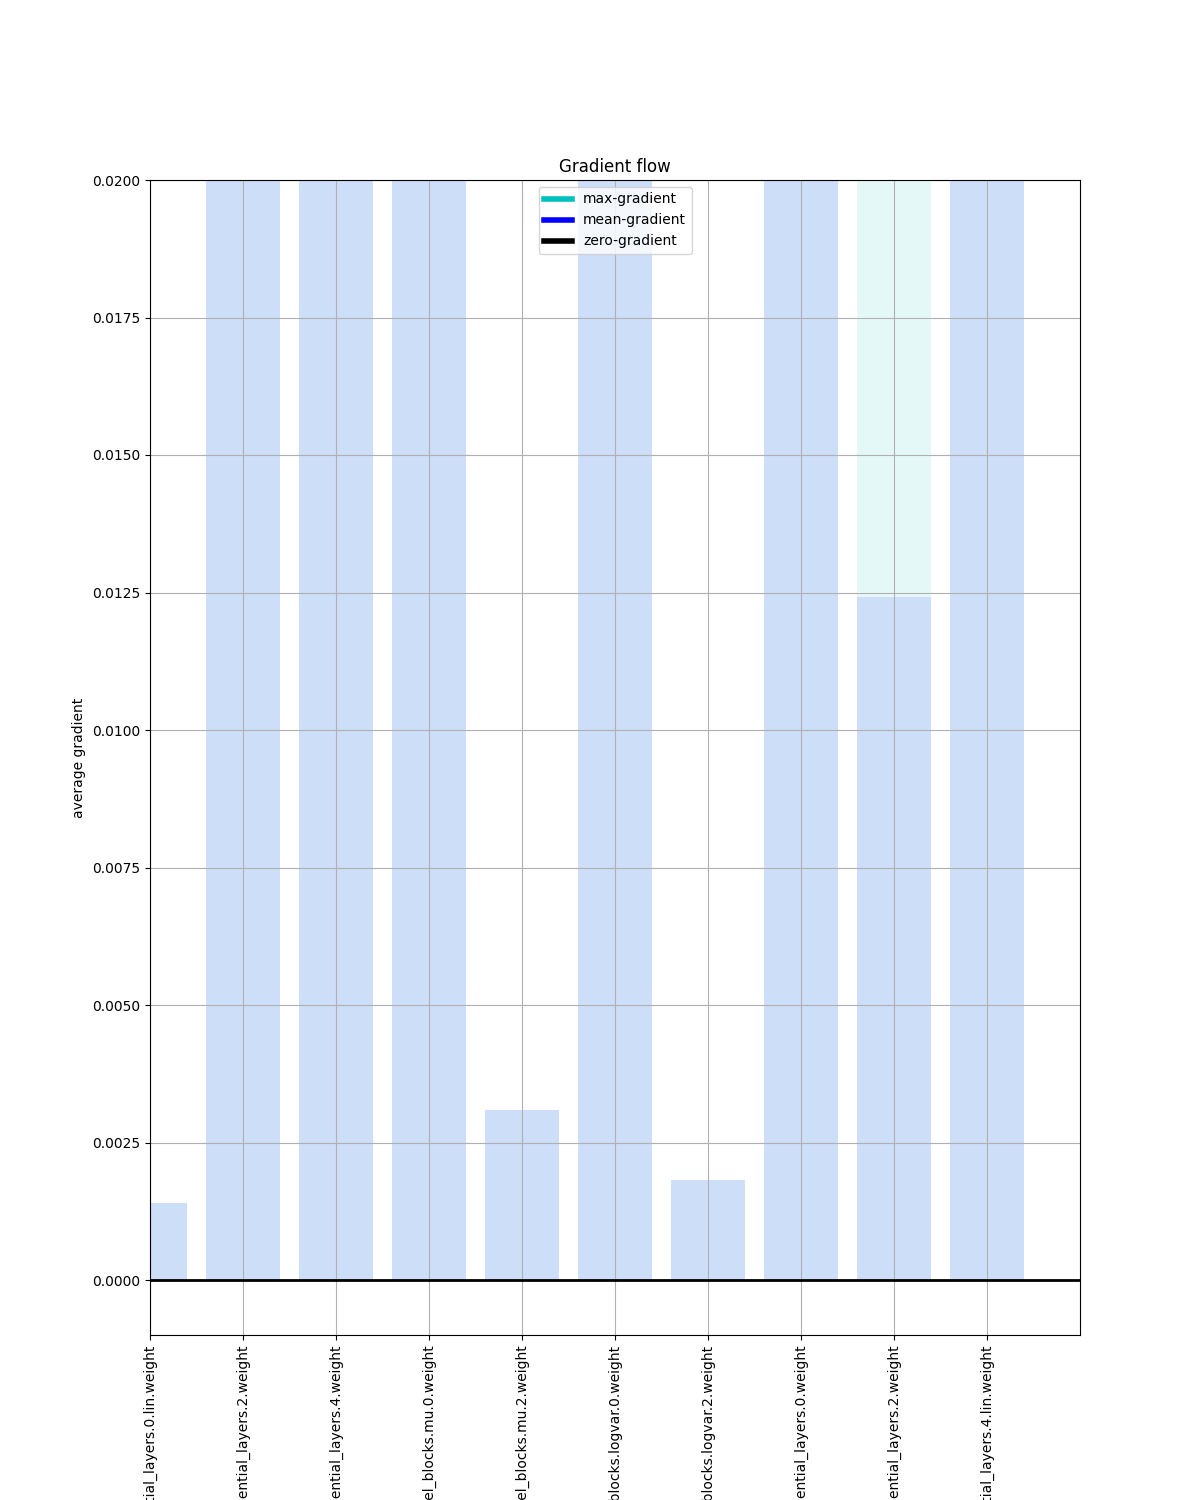 Gradient flow
max-gradient
mean-gradient
zero-gradient
0.0200
0.0175
0.0150
0.0125
0.0100
0.0075
0.0050
0.0025
0.0000
average gradient
tial_layers.0.lin.weight
ential_layers.2.weight
ential_layers.4.weight
el_blocks.mu.0.weight
el_blocks.mu.2.weight
blocks.logvar.0.weight
blocks.logvar.2.weight
ential_layers.0.weight
ential_layers.2.weight
tial_layers.4.lin.weight